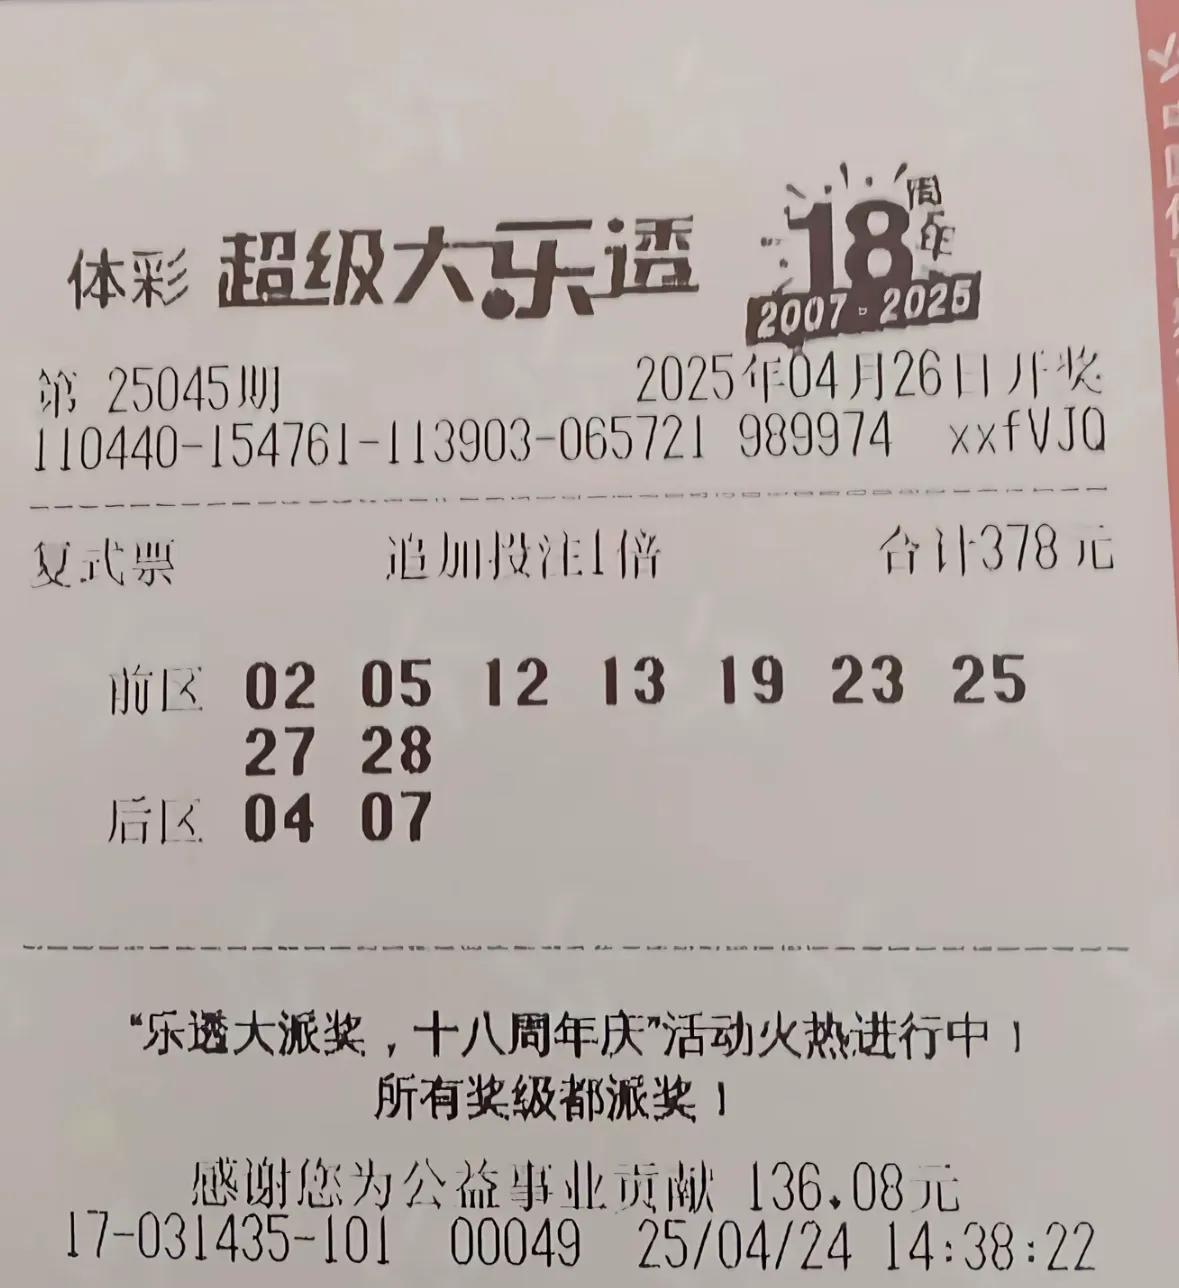 体彩 超级大乐透 18周年
2007-2025
第 25045期 2025年04月26日开奖
110440-154761-113903-065721 989974 xxfVJQ
复式票 追加投注1倍 合计378元
前区 02 05 12 13 19 23 25
27 28
后区 04 07
“乐透大派奖，十八周年庆”活动火热进行中！
所有奖级都派奖！
感谢您为公益事业贡献 136.08元
17-031435-101 00049 25/04/24 14:38:22